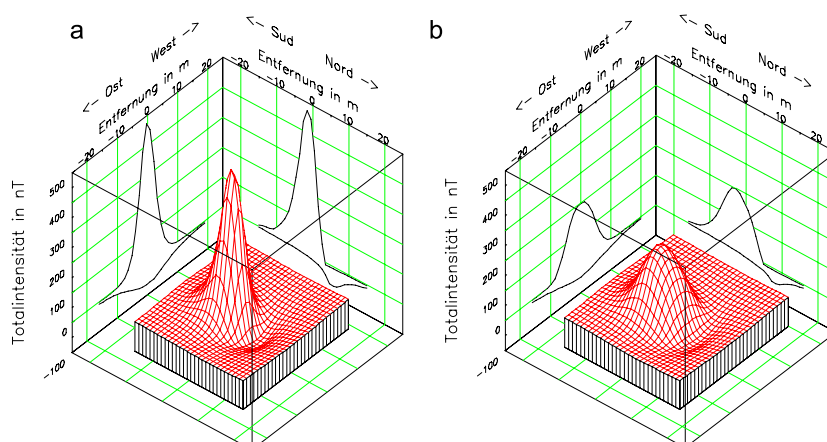 a
<-- Ost West -->
Entfernung in m
-20 -10 0 10 20
<-- Sud Nord -->
Entfernung in m
-20 -10 0 10 20
Totalintensität in nT
500
400
300
200
100
0
-100
b
<-- Ost West -->
Entfernung in m
-20 -10 0 10 20
<-- Sud Nord -->
Entfernung in m
-20 -10 0 10 20
Totalintensität in nT
500
400
300
200
100
0
-100